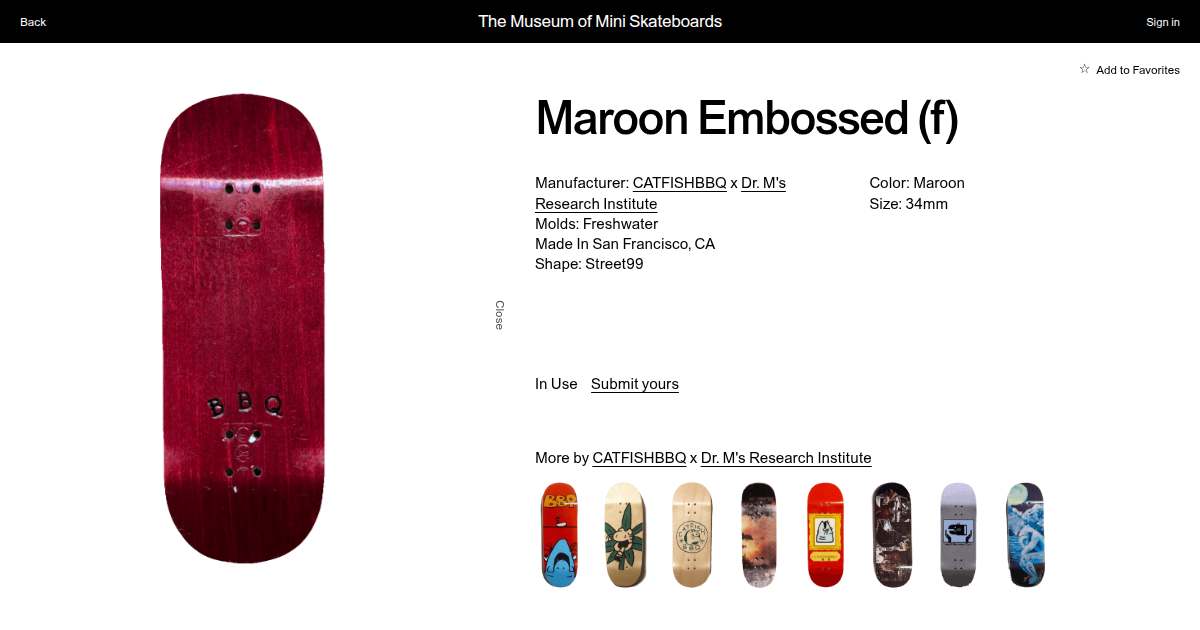 Back
The Museum of Mini Skateboards
Sign in
☆ Add to Favorites
Maroon Embossed (f)
Manufacturer: CATFISHBBQ x Dr. M's
Research Institute
Molds: Freshwater
Made In San Francisco, CA
Shape: Street99
Color: Maroon
Size: 34mm
Close
BBQ
In Use Submit yours
More by CATFISHBBQ x Dr. M's Research Institute
BBQ